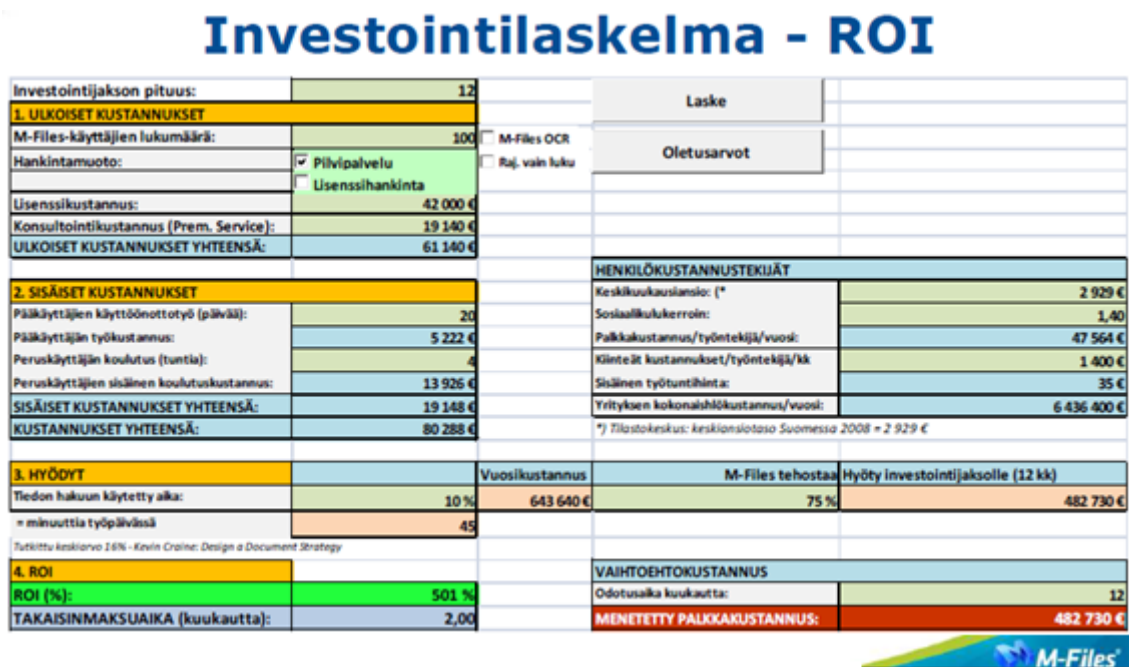 Investointilaskelma - ROI
Investointijakson pituus: 12
Laske
1. ULKOISET KUSTANNUKSET
M-Files-käyttäjien lukumäärä: 100 M-Files OCR
Oletusarvot
Hankintamuoto: Pilvipalvelu Raj. vain luku
Lisenssihankinta
Lisenssikustannus: 42 000 €
Konsultointikustannus (Prem. Service): 19 140 €
ULKOISET KUSTANNUKSET YHTEENSÄ: 61 140 €
HENKILÖKUSTANNUSTEKIJÄT
2. SISÄISET KUSTANNUKSET Keskikuukausiansio: (* 2 929 €
Pääkäyttäjien käyttöönottotyö (päivää): 20 Sosiaalikulukerroin: 1,40
Pääkäyttäjän työkustannus: 5 222 € Palkkakustannus/työntekijä/vuosi: 47 564 €
Peruskäyttäjän koulutus (tuntia): 4 Kiinteät kustannukset/työntekijä/kk 1 400 €
Peruskäyttäjien sisäinen koulutuskustannus: 13 926 € Sisäinen työtuntihinta: 35 €
SISÄISET KUSTANNUKSET YHTEENSÄ: 19 148 € Yrityksen kokonaishlökustannus/vuosi: 6 436 400 €
KUSTANNUKSET YHTEENSÄ: 80 288 € *) Tilastokeskus: keskiansiotaso Suomessa 2008 = 2 929 €
3. HYÖDYT Vuosikustannus M-Files tehostaa Hyöty investointijaksolle (12 kk)
Tiedon hakuun käytetty aika: 10 % 643 640 € 75 % 482 730 €
= minuuttia työpäivässä 45
Tutkittu keskiarvo 16% - Kevin Craine: Design a Document Strategy
4. ROI VAIHTOEHTOKUSTANNUS
ROI (%): 501 % Odotusaika kuukautta: 12
TAKAISINMAKSUAIKA (kuukautta): 2,00 MENETETTY PALKKAKUSTANNUS: 482 730 €
M-Files